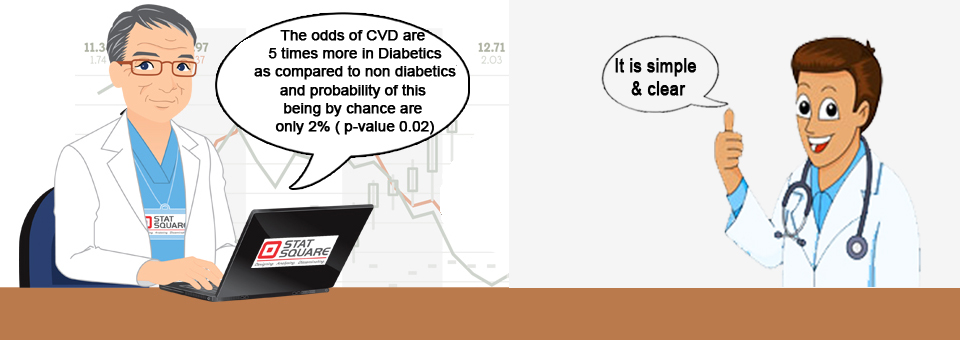 11.3
1.74
97
37
12.71
2.03
The odds of CVD are
5 times more in Diabetics
as compared to non diabetics
and probability of this
being by chance are
only 2% ( p-value 0.02)
It is simple
& clear
STAT
SQUARE
STAT
SQUARE
Designing Analyzing Disseminating